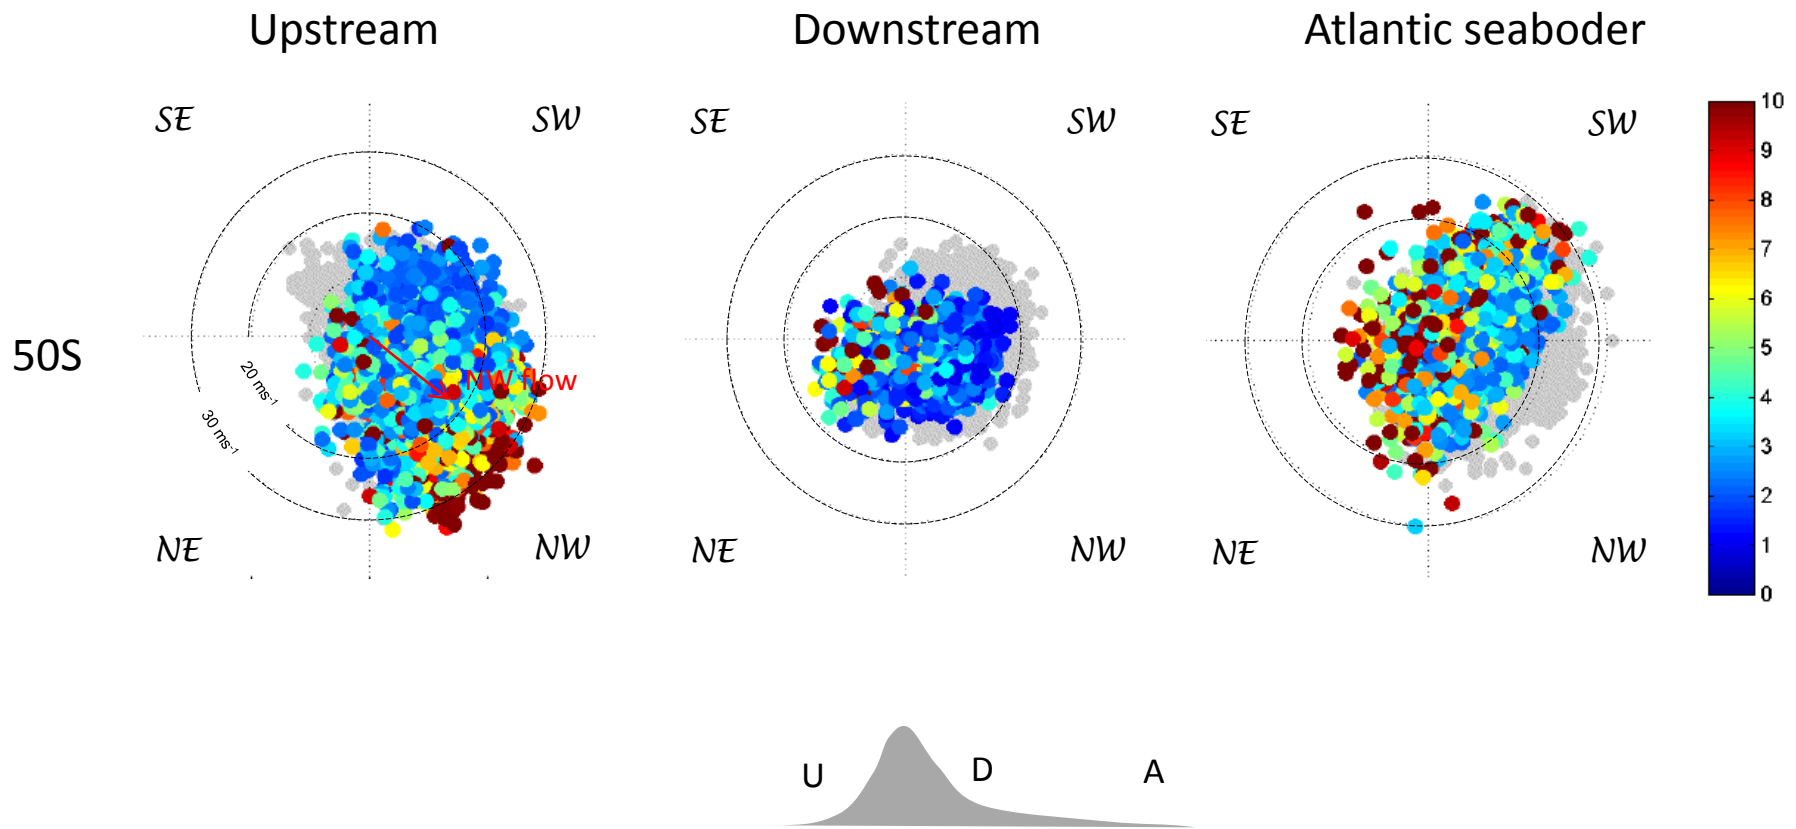 Upstream
Downstream
Atlantic seaboder
SE
SW
SE
SW
SE
SW
10
9
8
7
6
5
4
3
2
1
0
50S
NW flow
20 ms-1
30 ms-1
NE
NW
NE
NW
NE
NW
U
D
A